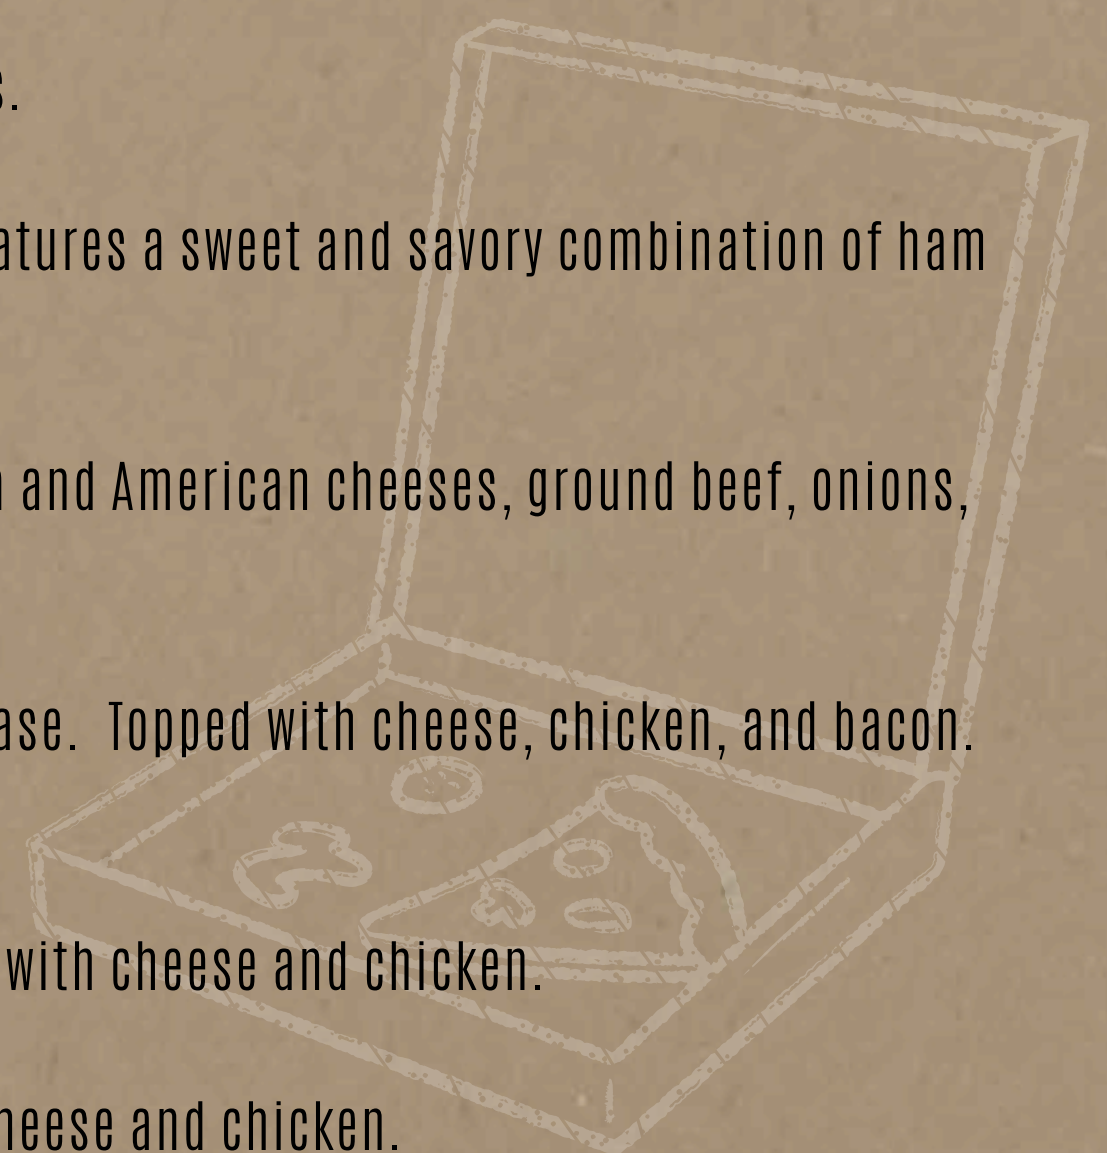 s.
atures a sweet and savory combination of ham
and American cheeses, ground beef, onions,
ase. Topped with cheese, chicken, and bacon.
with cheese and chicken.
heese and chicken.